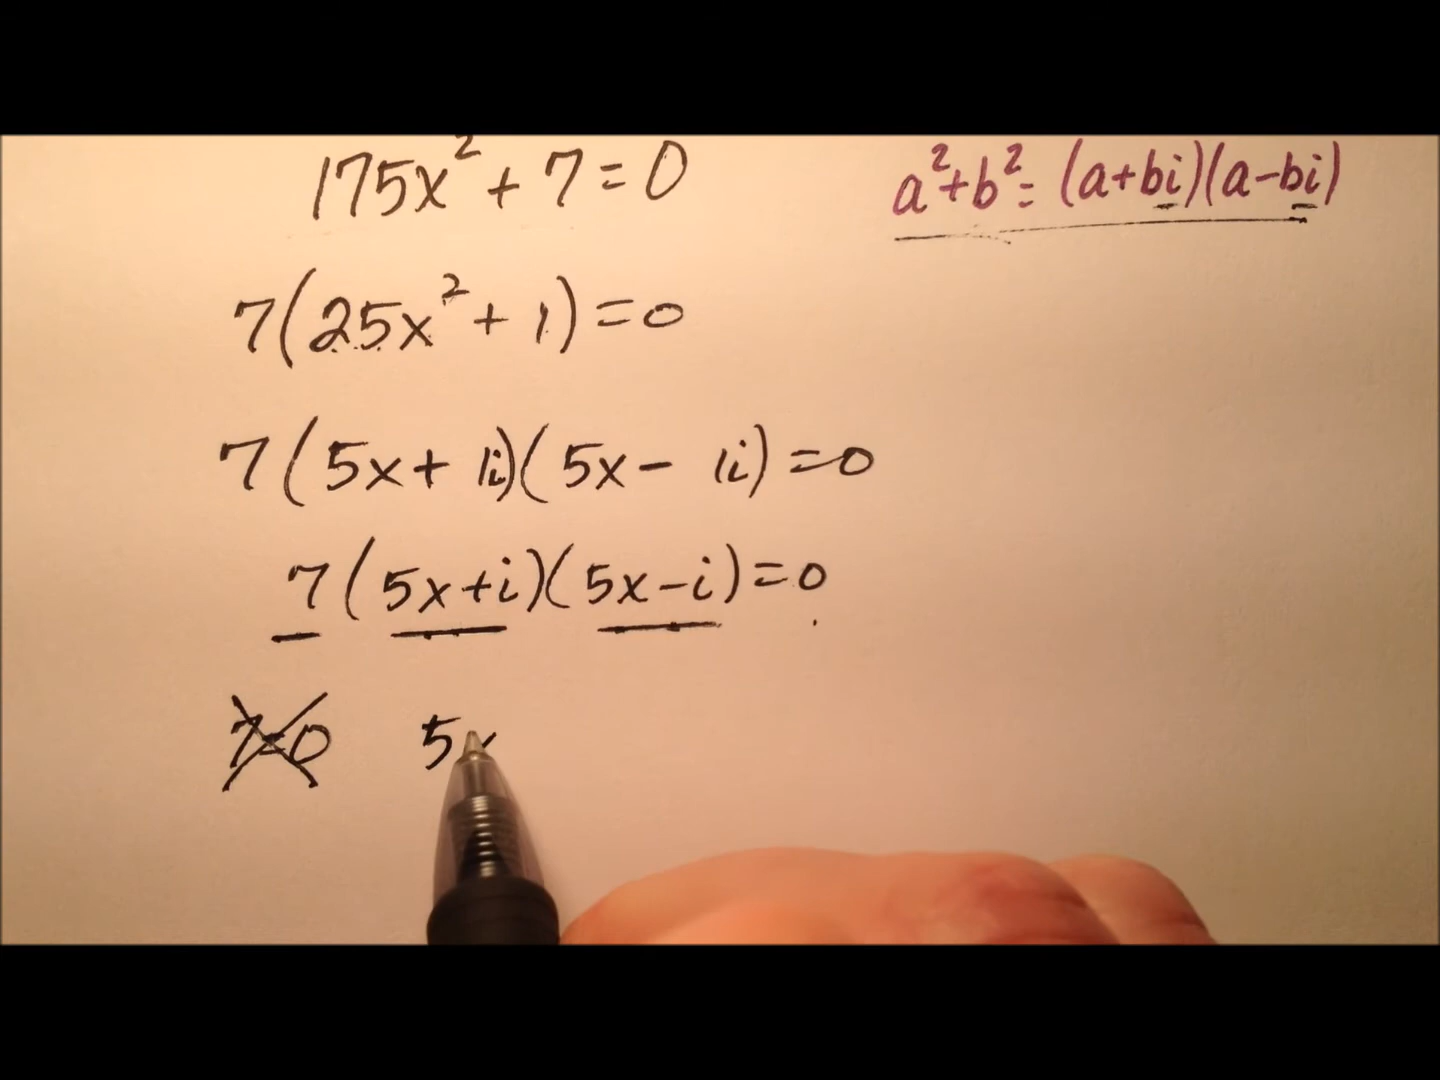 175x² + 7 = 0
a² + b² = (a+bi)(a-bi)
7(25x² + 1) = 0
7(5x + 1i)(5x - 1i) = 0
7(5x+i)(5x-i) = 0
7=0 5x